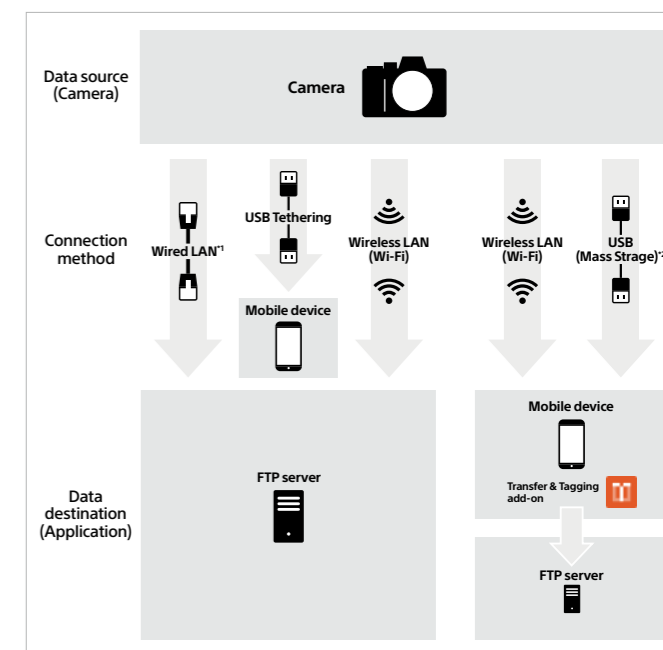 Data source
(Camera)
Camera
Connection
method
Wired LAN*1
USB Tethering
Wireless LAN
(Wi-Fi)
Wireless LAN
(Wi-Fi)
USB
(Mass Strage)*2
Mobile device
Data
destination
(Application)
FTP server
Mobile device
Transfer & Tagging
add-on
FTP server